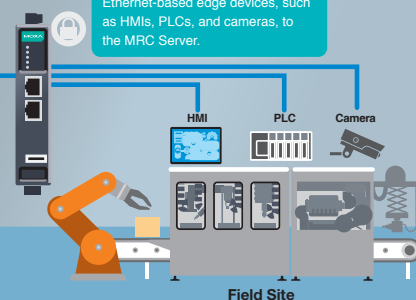 Ethernet-based edge devices, such
as HMIs, PLCs, and cameras, to
the MRC Server.
MOXA
HMI
PLC
Camera
Field Site